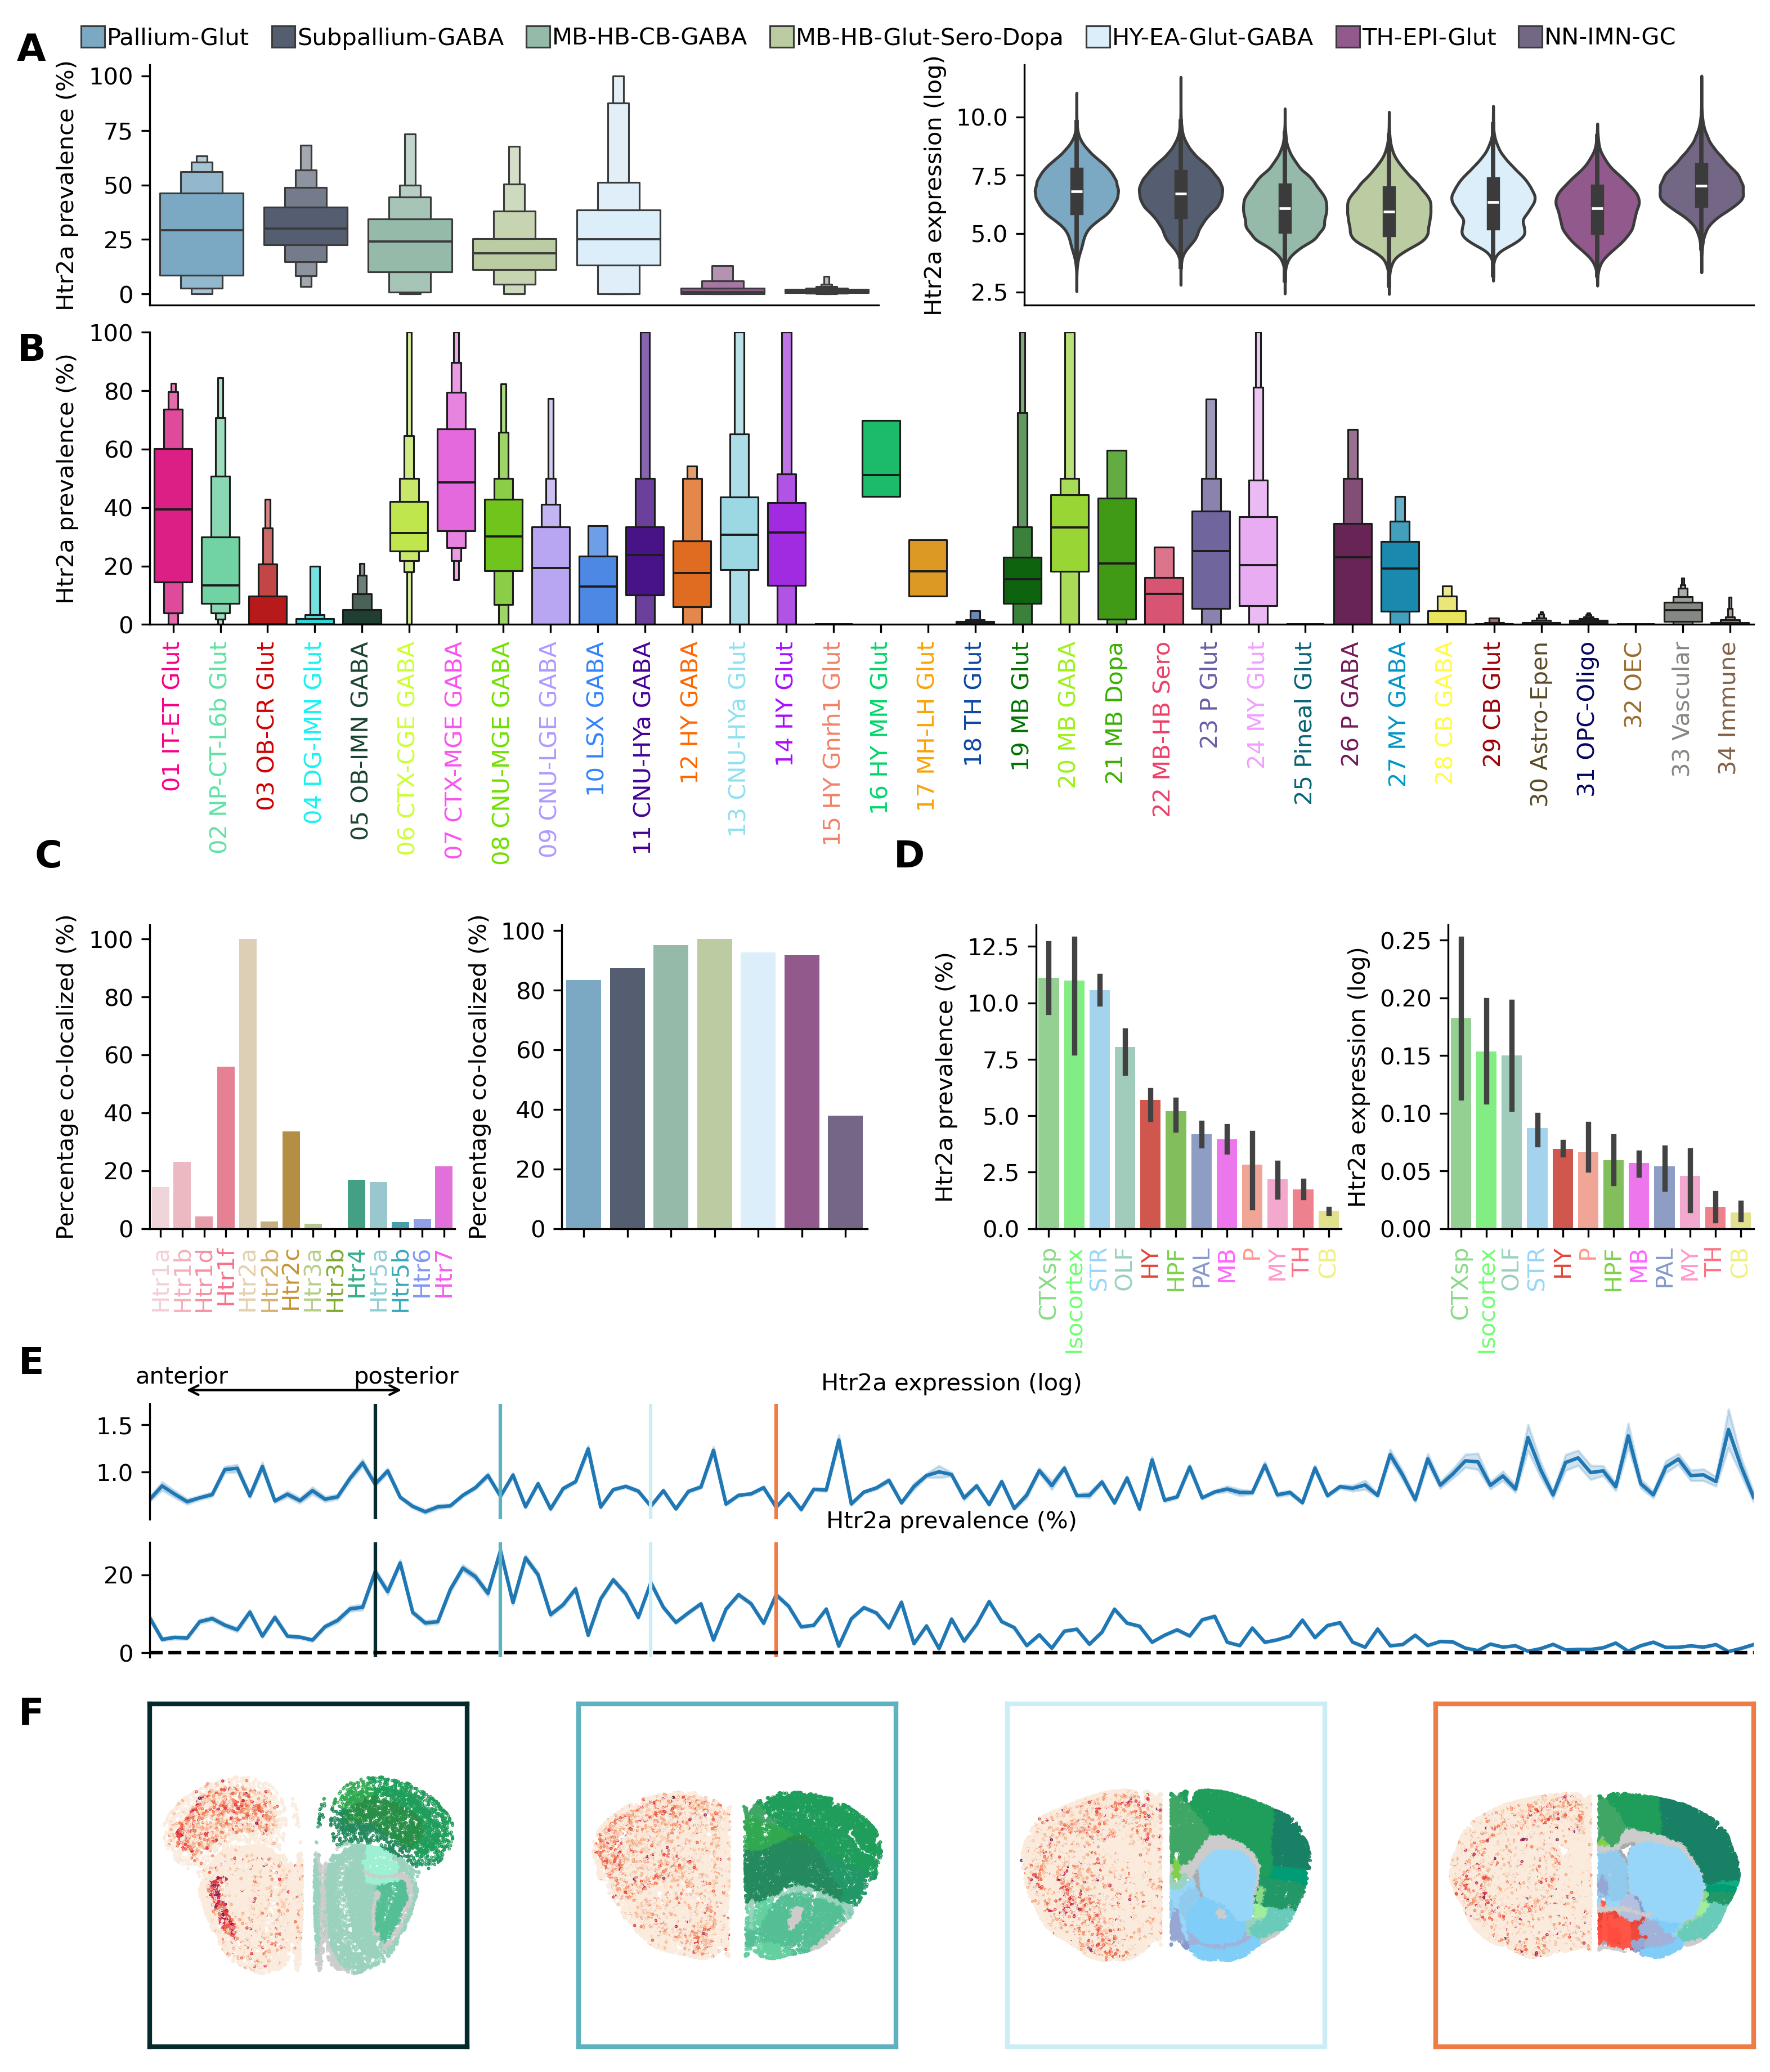 A
Pallium-Glut Subpallium-GABA MB-HB-CB-GABA MB-HB-Glut-Sero-Dopa HY-EA-Glut-GABA TH-EPI-Glut NN-IMN-GC
Htr2a prevalence (%)
100
75
50
25
0
Htr2a expression (log)
10.0
7.5
5.0
2.5
B
Htr2a prevalence (%)
100
80
60
40
20
0
01 IT-ET Glut
02 NP-CT-L6b Glut
03 OB-CR Glut
04 DG-IMN Glut
05 OB-IMN GABA
06 CTX-CGE GABA
07 CTX-MGE GABA
08 CNU-MGE GABA
09 CNU-LGE GABA
10 LSX GABA
11 CNU-HYa GABA
12 HY GABA
13 CNU-HYa Glut
14 HY Glut
15 HY Gnrh1 Glut
16 HY MM Glut
17 MH-LH Glut
18 TH Glut
19 MB Glut
20 MB GABA
21 MB Dopa
22 MB-HB Sero
23 P Glut
24 MY Glut
25 Pineal Glut
26 P GABA
27 MY GABA
28 CB GABA
29 CB Glut
30 Astro-Epen
31 OPC-Oligo
32 OEC
33 Vascular
34 Immune
C
Percentage co-localized (%)
100
80
60
40
20
0
Htr1a
Htr1b
Htr1d
Htr1f
Htr2a
Htr2b
Htr2c
Htr3a
Htr3b
Htr4
Htr5a
Htr5b
Htr6
Htr7
Percentage co-localized (%)
100
80
60
40
20
0
D
Htr2a prevalence (%)
12.5
10.0
7.5
5.0
2.5
0.0
CTXsp
Isocortex
STR
OLF
HY
HPF
PAL
MB
P
MY
TH
CB
Htr2a expression (log)
0.25
0.20
0.15
0.10
0.05
0.00
CTXsp
Isocortex
OLF
STR
HY
P
HPF
MB
PAL
MY
TH
CB
E
anterior posterior
Htr2a expression (log)
1.5
1.0
Htr2a prevalence (%)
20
0
F